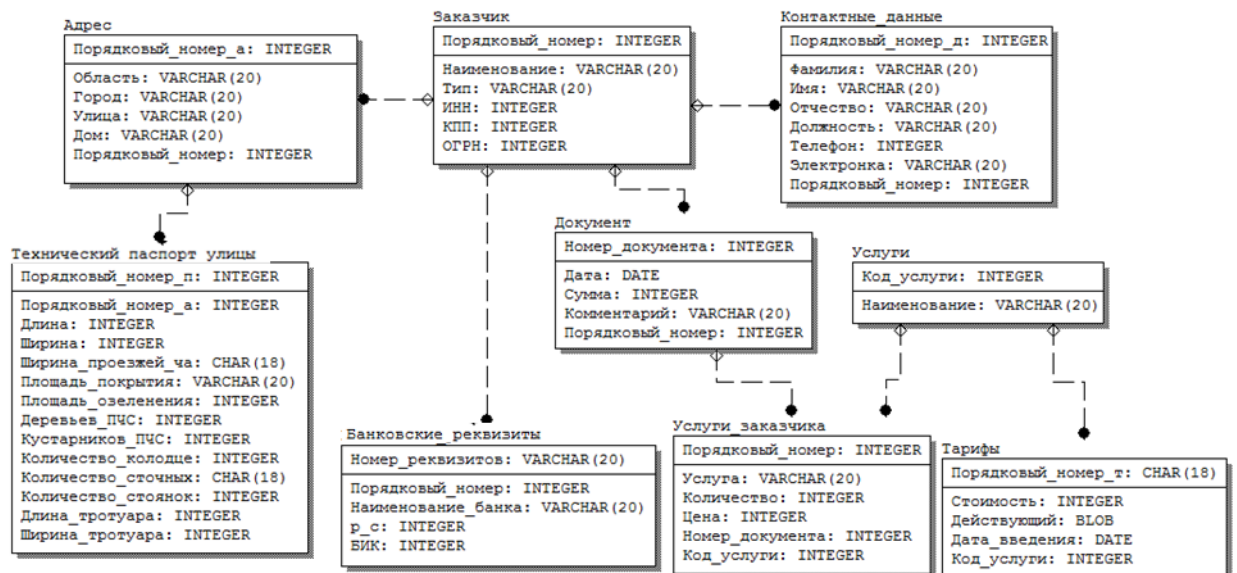 Адрес
Порядковый_номер_а: INTEGER
Область: VARCHAR(20)
Город: VARCHAR(20)
Улица: VARCHAR(20)
Дом: VARCHAR(20)
Порядковый_номер: INTEGER
Заказчик
Порядковый_номер: INTEGER
Наименование: VARCHAR(20)
Тип: VARCHAR(20)
ИНН: INTEGER
КПП: INTEGER
ОГРН: INTEGER
Контактные_данные
Порядковый_номер_д: INTEGER
Фамилия: VARCHAR(20)
Имя: VARCHAR(20)
Отчество: VARCHAR(20)
Должность: VARCHAR(20)
Телефон: INTEGER
Электронка: VARCHAR(20)
Порядковый_номер: INTEGER
Технический паспорт улицы
Порядковый_номер_п: INTEGER
Порядковый_номер_а: INTEGER
Длина: INTEGER
Ширина: INTEGER
Ширина_проезжей_ча: CHAR(18)
Площадь_покрытия: VARCHAR(20)
Площадь_озеленения: INTEGER
Деревьев_ПЧС: INTEGER
Кустарников_ПЧС: INTEGER
Количество_колодце: INTEGER
Количество_сточных: CHAR(18)
Количество_стоянок: INTEGER
Длина_тротуара: INTEGER
Ширина_тротуара: INTEGER
Документ
Номер_документа: INTEGER
Дата: DATE
Сумма: INTEGER
Комментарий: VARCHAR(20)
Порядковый_номер: INTEGER
Услуги
Код_услуги: INTEGER
Наименование: VARCHAR(20)
Банковские_реквизиты
Номер_реквизитов: VARCHAR(20)
Порядковый_номер: INTEGER
Наименование_банка: VARCHAR(20)
р_с: INTEGER
БИК: INTEGER
Услуги_заказчика
Порядковый_номер: INTEGER
Услуга: VARCHAR(20)
Количество: INTEGER
Цена: INTEGER
Номер_документа: INTEGER
Код_услуги: INTEGER
Тарифы
Порядковый_номер_т: CHAR(18)
Стоимость: INTEGER
Действующий: BLOB
Дата_введения: DATE
Код_услуги: INTEGER